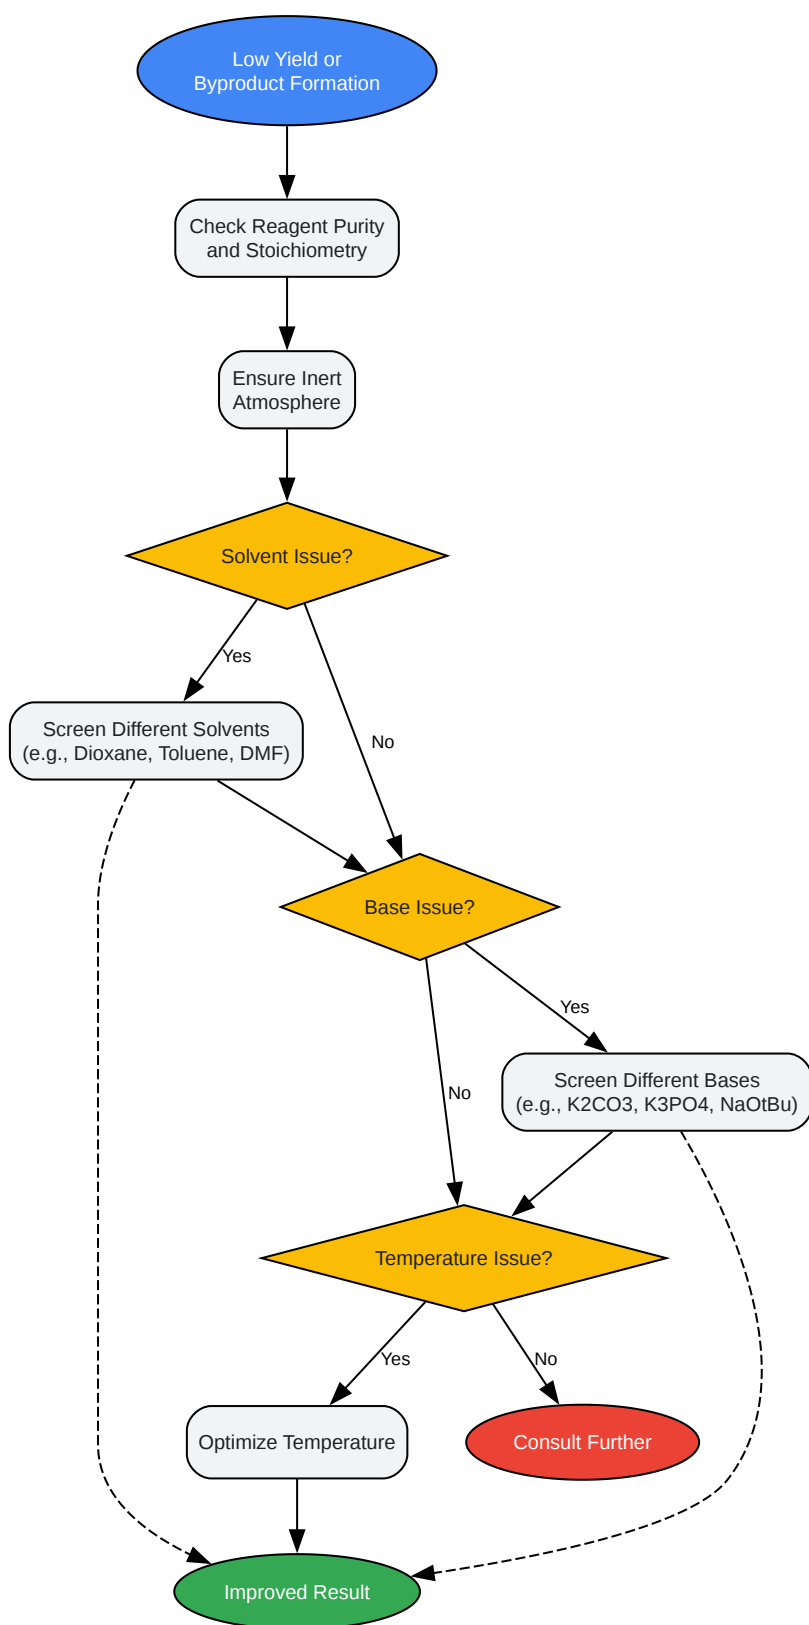 Low Yield or
Byproduct Formation
Check Reagent Purity
and Stoichiometry
Ensure Inert
Atmosphere
Solvent Issue?
Yes
Screen Different Solvents
(e.g., Dioxane, Toluene, DMF)
No
Base Issue?
Yes
Screen Different Bases
(e.g., K2CO3, K3PO4, NaOtBu)
No
Temperature Issue?
Yes
No
Optimize Temperature
Consult Further
Improved Result